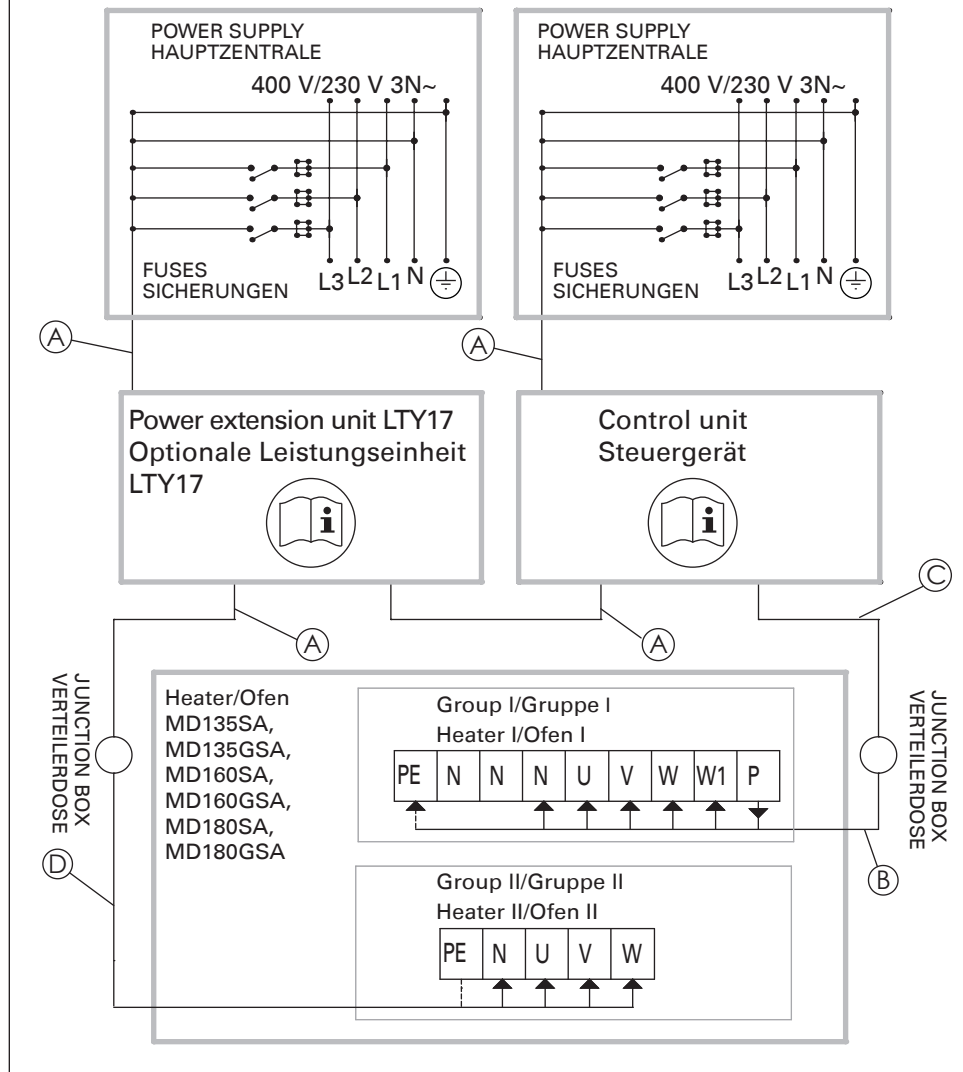 POWER SUPPLY
HAUPTZENTRALE
400 V/230 V 3N~
FUSES
SICHERUNGEN
L3 L2 L1 N
POWER SUPPLY
HAUPTZENTRALE
400 V/230 V 3N~
FUSES
SICHERUNGEN
L3 L2 L1 N
A
A
Power extension unit LTY17
Optionale Leistungseinheit
LTY17
i
Control unit
Steuergerät
i
C
A
A
JUNCTION BOX
VERTEILERDOSE
Heater/Ofen
MD135SA,
MD135GSA,
MD160SA,
MD160GSA,
MD180SA,
MD180GSA
Group I/Gruppe I
Heater I/Ofen I
PE N N N U V W W1 P
JUNCTION BOX
VERTEILERDOSE
D
B
Group II/Gruppe II
Heater II/Ofen II
PE N U V W